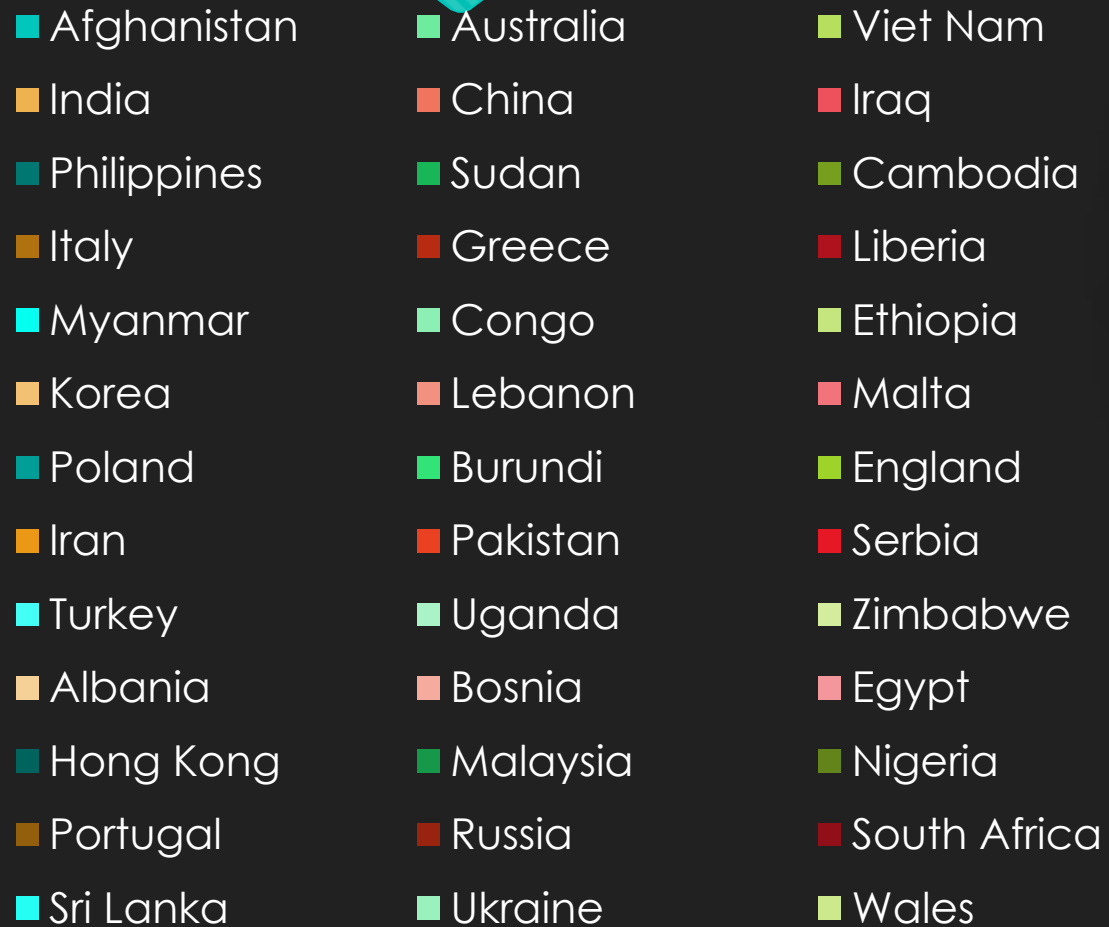 Afghanistan Australia Viet Nam
India China Iraq
Philippines Sudan Cambodia
Italy Greece Liberia
Myanmar Congo Ethiopia
Korea Lebanon Malta
Poland Burundi England
Iran Pakistan Serbia
Turkey Uganda Zimbabwe
Albania Bosnia Egypt
Hong Kong Malaysia Nigeria
Portugal Russia South Africa
Sri Lanka Ukraine Wales